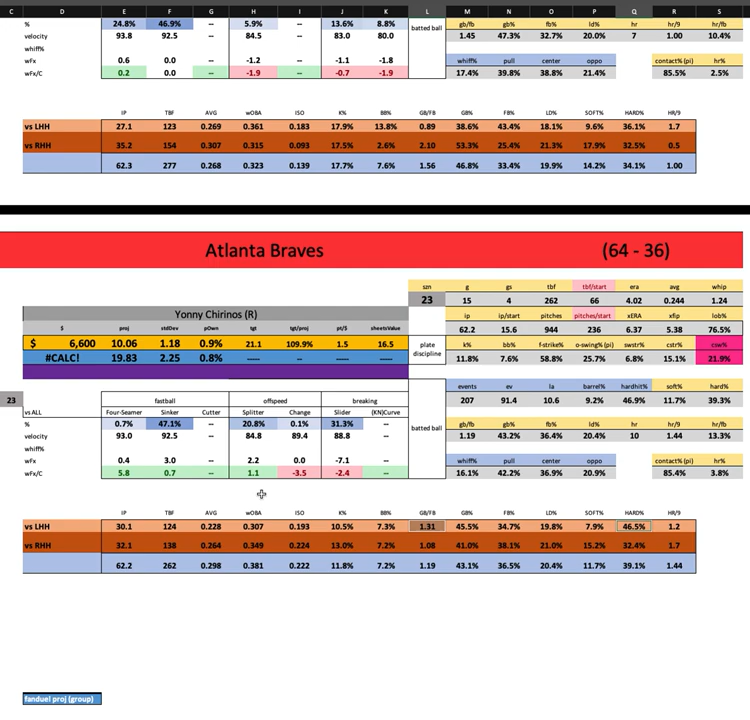 C D E F G H I J K L M N O P Q R S
% 24.8% 46.9% -- 5.9% 13.6% 8.8% batted ball gb/fb gb% fb% ld% hr hr/9 hr/fb
velocity 93.8 92.5 -- 84.5 83.0 80.0 1.45 47.3% 32.7% 20.0% 7 1.00 10.4%
whiff%
wFx 0.6 0.0 -1.2 -1.1 -1.8 whiff% pull center oppo contact% (pi) hr%
wFx/C 0.2 0.0 -- -1.9 -0.7 -1.9 17.4% 39.8% 38.8% 21.4% 85.5% 2.5%
IP TBF AVG wOBA ISO K% BB% GB/FB GB% FB% LD% SOFT% HARD% HR/9
vs LHH 27.1 123 0.269 0.361 0.183 17.9% 13.8% 0.89 38.6% 43.4% 18.1% 9.6% 36.1% 1.7
vs RHH 35.2 154 0.307 0.315 0.093 17.5% 2.6% 2.10 53.3% 25.4% 21.3% 17.9% 32.5% 0.5
62.3 277 0.268 0.323 0.139 17.7% 7.6% 1.56 46.8% 33.4% 19.9% 14.2% 34.1% 1.00
Atlanta Braves (64 - 36)
szn g gs tbf tbf/start era avg whip
23 15 4 262 66 4.02 0.244 1.24
Yonny Chirinos (R) ip ip/start pitches pitches/start xERA xfip lob%
$ proj stdDev pOwn tgt tgt/proj pt/$ sheetsValue 62.2 15.6 944 236 6.37 5.38 76.5%
$ 6,600 10.06 1.18 0.9% 21.1 109.9% 1.5 16.5 plate discipline k% bb% f-strike% o-swing% (pi) swstr% cstr% csw%
#CALC! 19.83 2.25 0.8% ----- -- ----- ----- 11.8% 7.6% 58.8% 25.7% 6.8% 15.1% 21.9%
events ev la barrel% hardhit% soft% hard%
23 fastball offspeed breaking 207 91.4 10.6 9.2% 46.9% 11.7% 39.3%
vs ALL Four-Seamer Sinker Cutter Splitter Change Slider (KN)Curve
% 0.7% 47.1% -- 20.8% 0.1% 31.3% -- batted ball gb/fb gb% fb% ld% hr hr/9 hr/fb
velocity 93.0 92.5 -- 84.8 89.4 88.8 -- 1.19 43.2% 36.4% 20.4% 10 1.44 13.3%
whiff%
wFx 0.4 3.0 2.2 0.0 -7.1 whiff% pull center oppo contact% (pi) hr%
wFx/C 5.8 0.7 -- 1.1 -3.5 -2.4 -- 16.1% 42.2% 36.9% 20.9% 85.4% 3.8%
IP TBF AVG wOBA ISO K% BB% GB/FB GB% FB% LD% SOFT% HARD% HR/9
vs LHH 30.1 124 0.228 0.307 0.193 10.5% 7.3% 1.31 45.5% 34.7% 19.8% 7.9% 46.5% 1.2
vs RHH 32.1 138 0.264 0.349 0.224 13.0% 7.2% 1.08 41.0% 38.1% 21.0% 15.2% 32.4% 1.7
62.2 262 0.298 0.381 0.222 11.8% 7.2% 1.19 43.1% 36.5% 20.4% 11.7% 39.1% 1.44
fanduel proj (group)